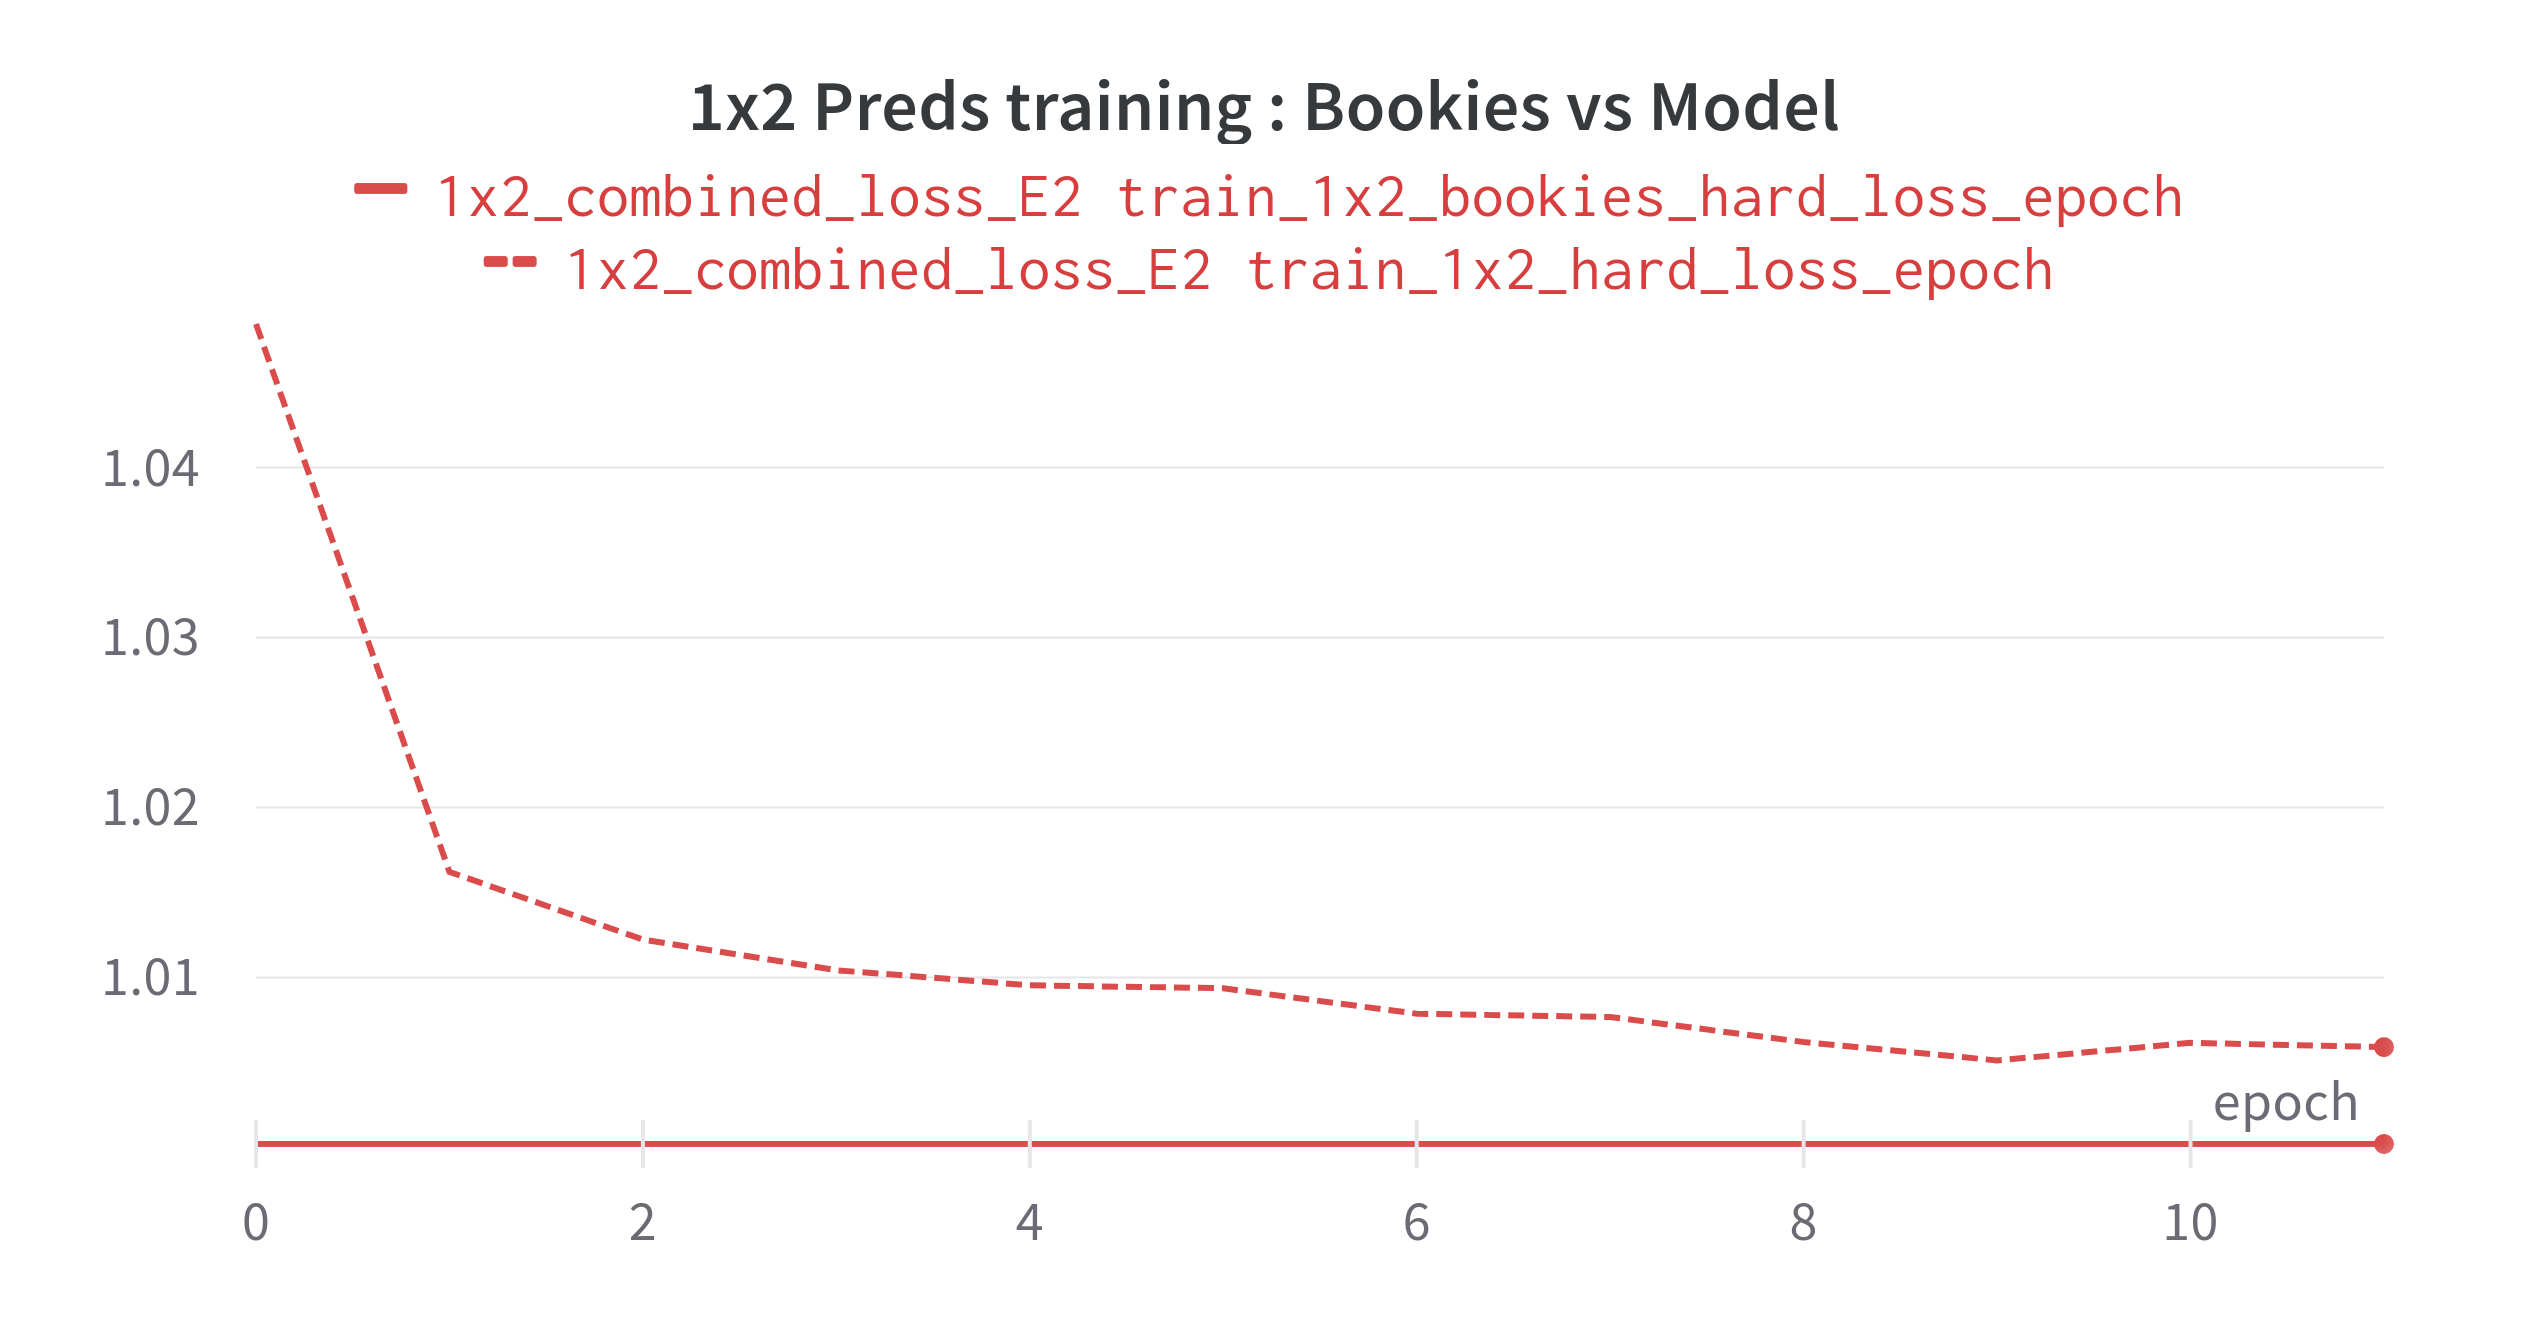 1x2 Preds training : Bookies vs Model
1x2_combined_loss_E2 train_1x2_bookies_hard_loss_epoch
1x2_combined_loss_E2 train_1x2_hard_loss_epoch
1.04
1.03
1.02
1.01
epoch
0 2 4 6 8 10